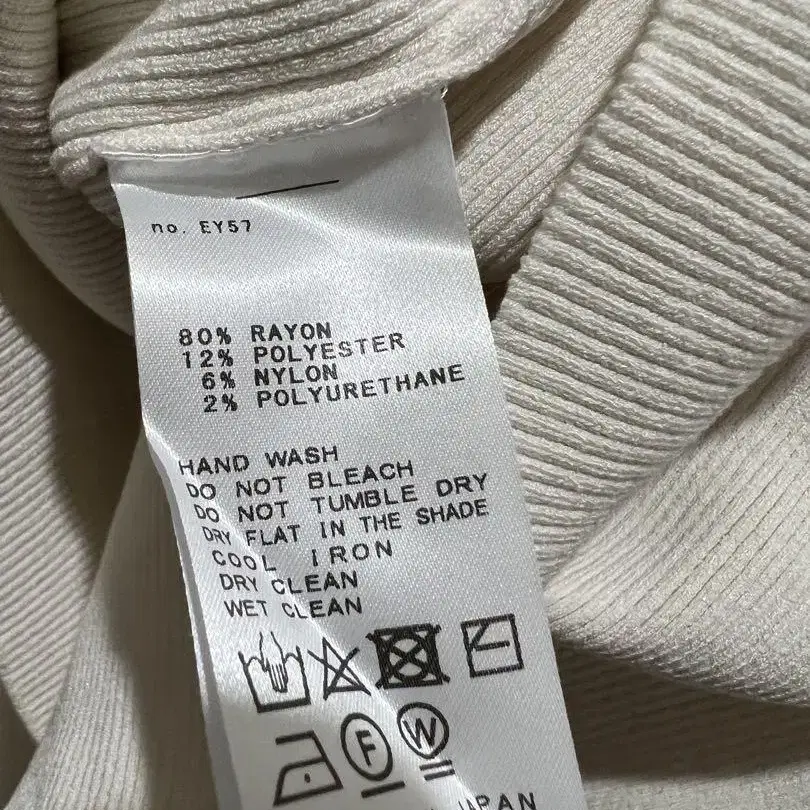 no. EY57
80% RAYON
12% POLYESTER
6% NYLON
2% POLYURETHANE
HAND WASH
DO NOT BLEACH
DO NOT TUMBLE DRY
DRY FLAT IN THE SHADE
COOL IRON
DRY CLEAN
WET CLEAN
F W
JAPAN